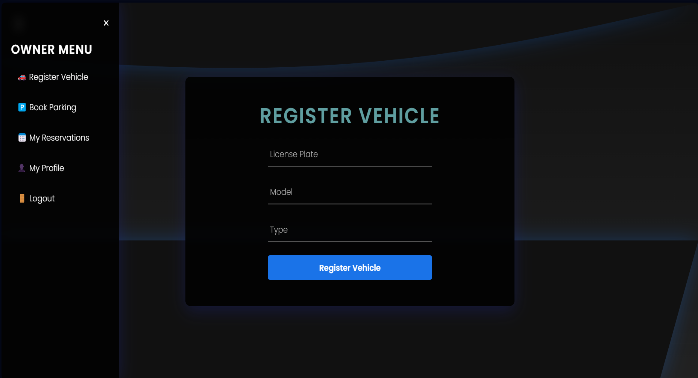 X
OWNER MENU
🚗 Register Vehicle
🅿️ Book Parking
📅 My Reservations
👤 My Profile
🚪 Logout
REGISTER VEHICLE
License Plate
Model
Type
Register Vehicle